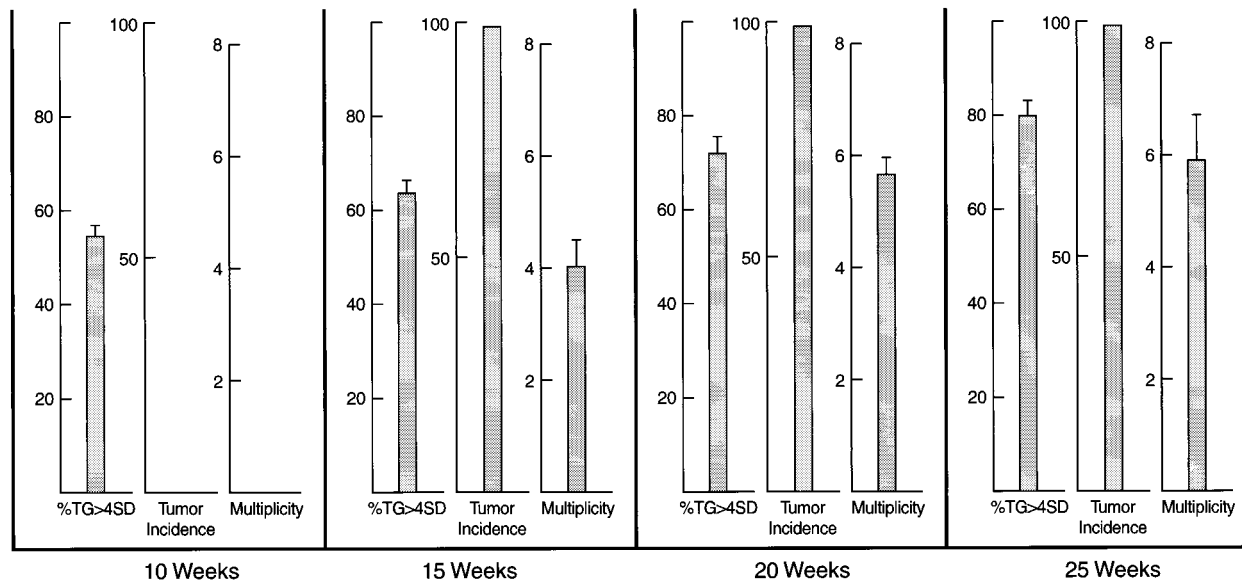 100
80
60
40
20
50
8
6
4
2
%TG>4SD
Tumor
Incidence
Multiplicity
10 Weeks
100
80
60
40
20
50
8
6
4
2
%TG>4SD
Tumor
Incidence
Multiplicity
15 Weeks
100
80
60
40
20
50
8
6
4
2
%TG>4SD
Tumor
Incidence
Multiplicity
20 Weeks
100
80
60
40
20
50
8
6
4
2
%TG>4SD
Tumor
Incidence
Multiplicity
25 Weeks